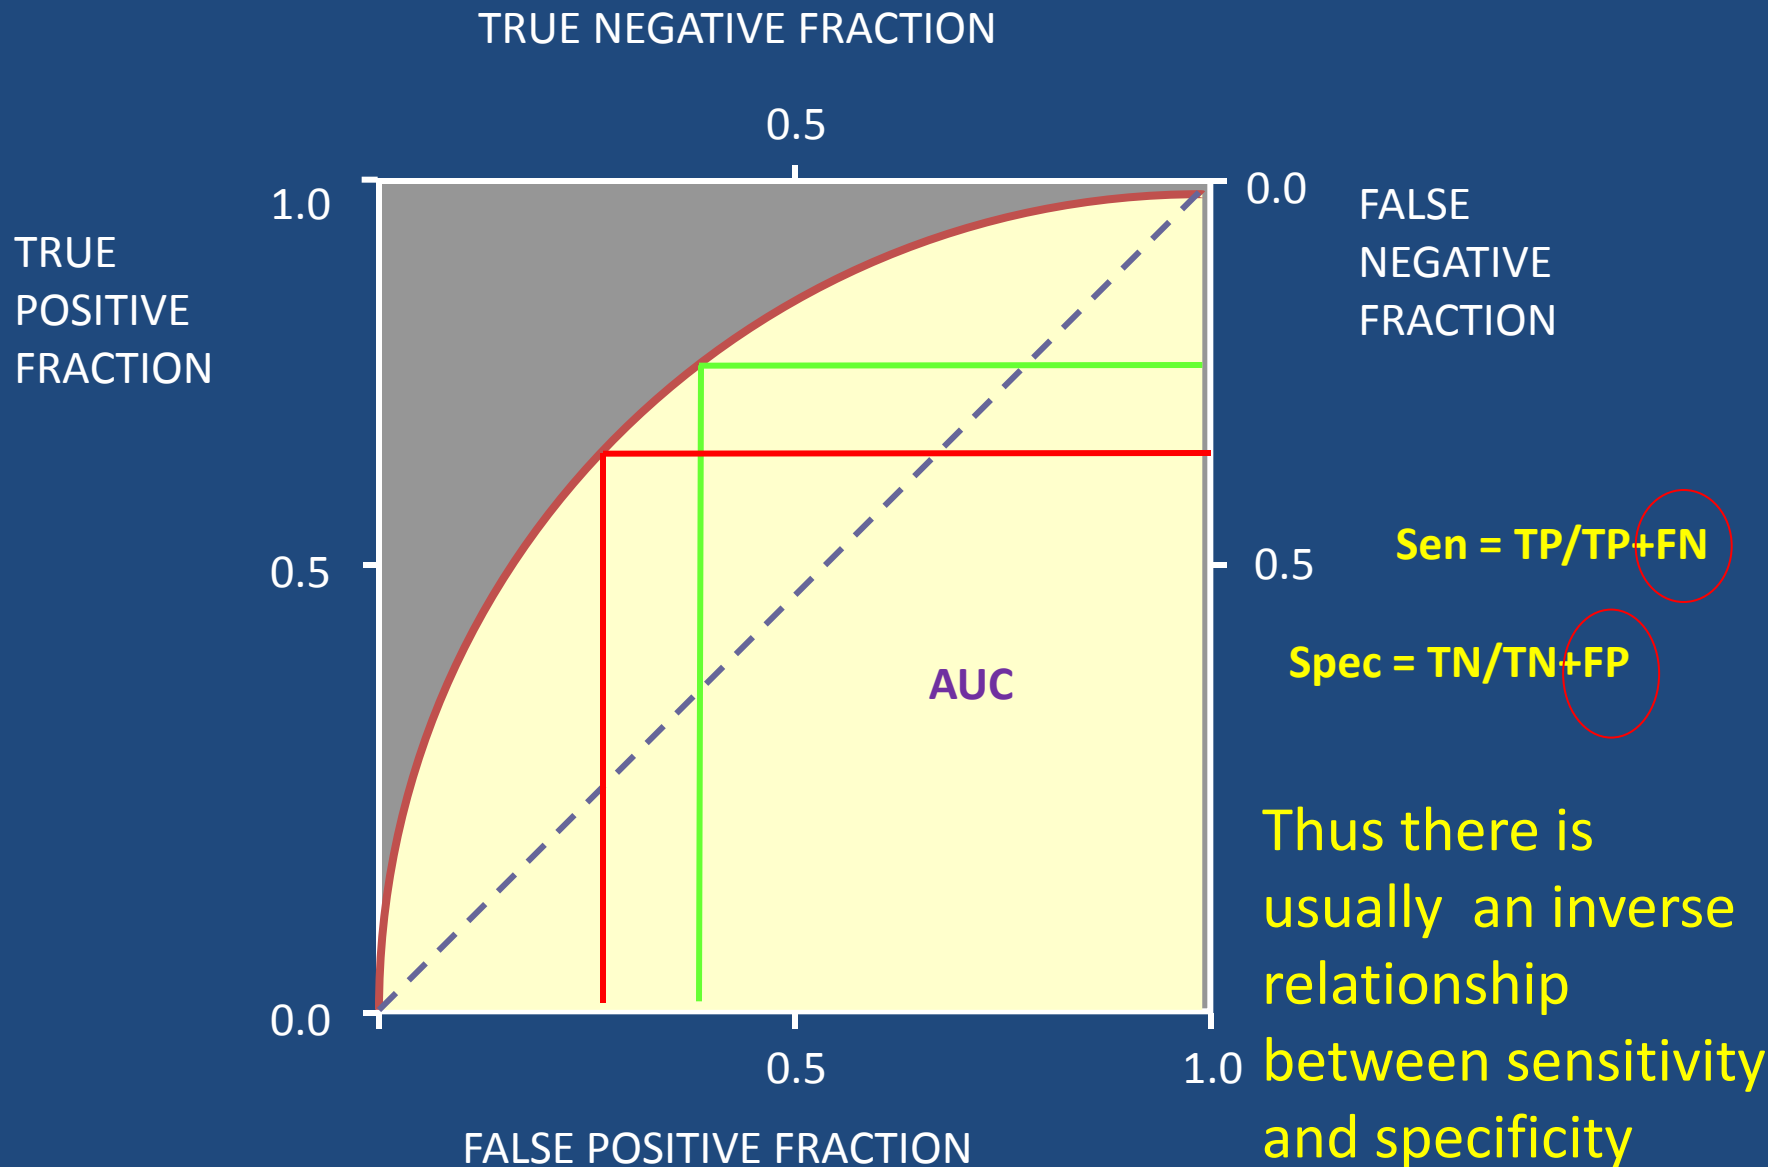 TRUE NEGATIVE FRACTION
0.5
1.0
0.0
TRUE
POSITIVE
FRACTION
FALSE
NEGATIVE
FRACTION
0.5
0.5
Sen = TP/TP+FN
Spec = TN/TN+FP
AUC
Thus there is
usually an inverse
relationship
between sensitivity
and specificity
0.0
0.5
1.0
FALSE POSITIVE FRACTION